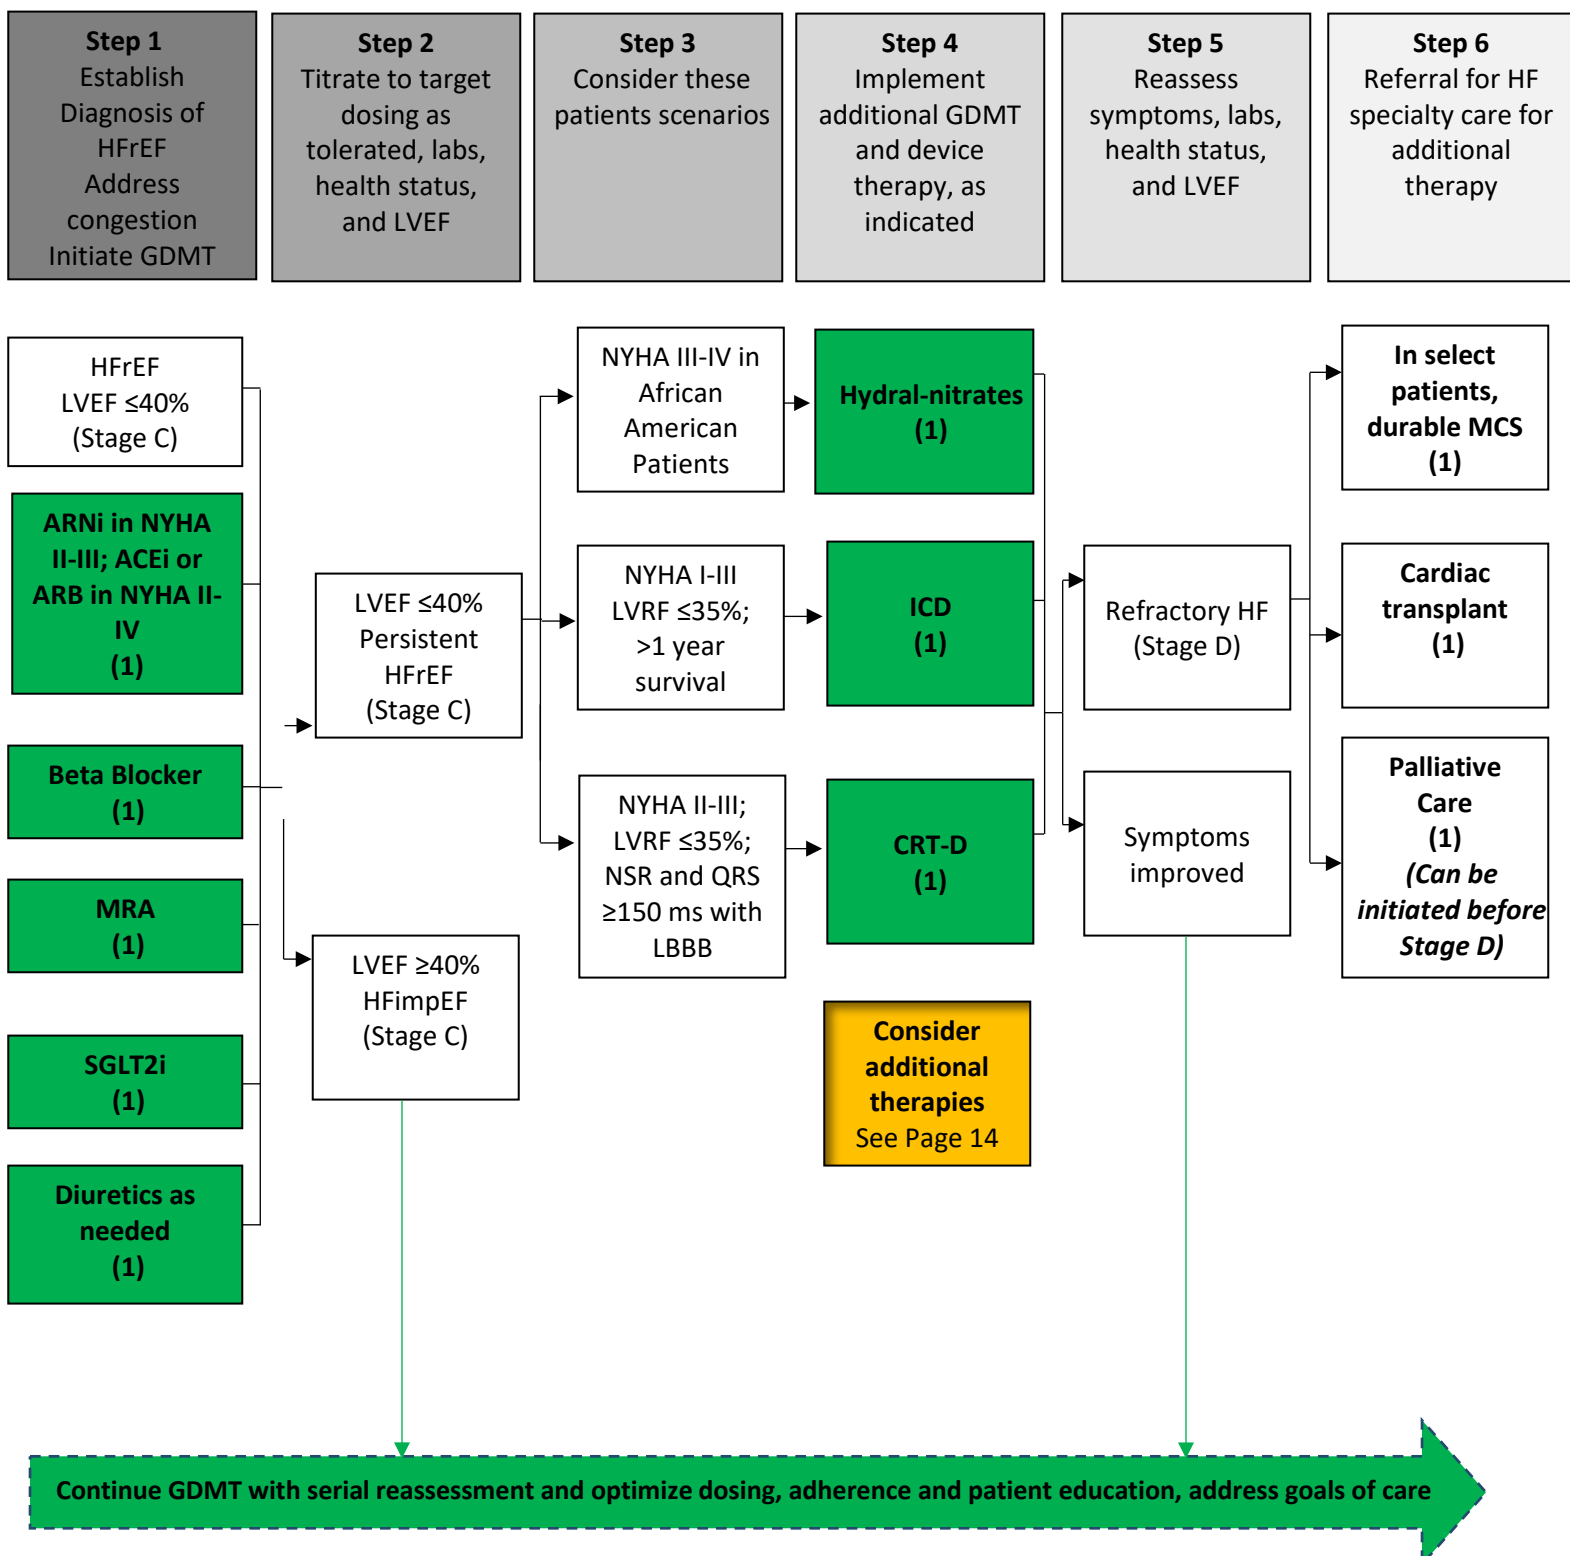 Step 1
Establish
Diagnosis of
HFrEF
Address
congestion
Initiate GDMT
Step 2
Titrate to target
dosing as
tolerated, labs,
health status,
and LVEF
Step 3
Consider these
patients scenarios
Step 4
Implement
additional GDMT
and device
therapy, as
indicated
Step 5
Reassess
symptoms, labs,
health status,
and LVEF
Step 6
Referral for HF
specialty care for
additional
therapy
HFrEF
LVEF ≤40%
(Stage C)
ARNi in NYHA
II-III; ACEi or
ARB in NYHA II-
IV
(1)
Beta Blocker
(1)
MRA
(1)
SGLT2i
(1)
Diuretics as
needed
(1)
LVEF ≤40%
Persistent
HFrEF
(Stage C)
LVEF ≥40%
HFimpEF
(Stage C)
NYHA III-IV in
African
American
Patients
NYHA I-III
LVRF ≤35%;
>1 year
survival
NYHA II-III;
LVRF ≤35%;
NSR and QRS
≥150 ms with
LBBB
Hydral-nitrates
(1)
ICD
(1)
CRT-D
(1)
Consider
additional
therapies
See Page 14
Refractory HF
(Stage D)
Symptoms
improved
In select
patients,
durable MCS
(1)
Cardiac
transplant
(1)
Palliative
Care
(1)
(Can be
initiated before
Stage D)
Continue GDMT with serial reassessment and optimize dosing, adherence and patient education, address goals of care